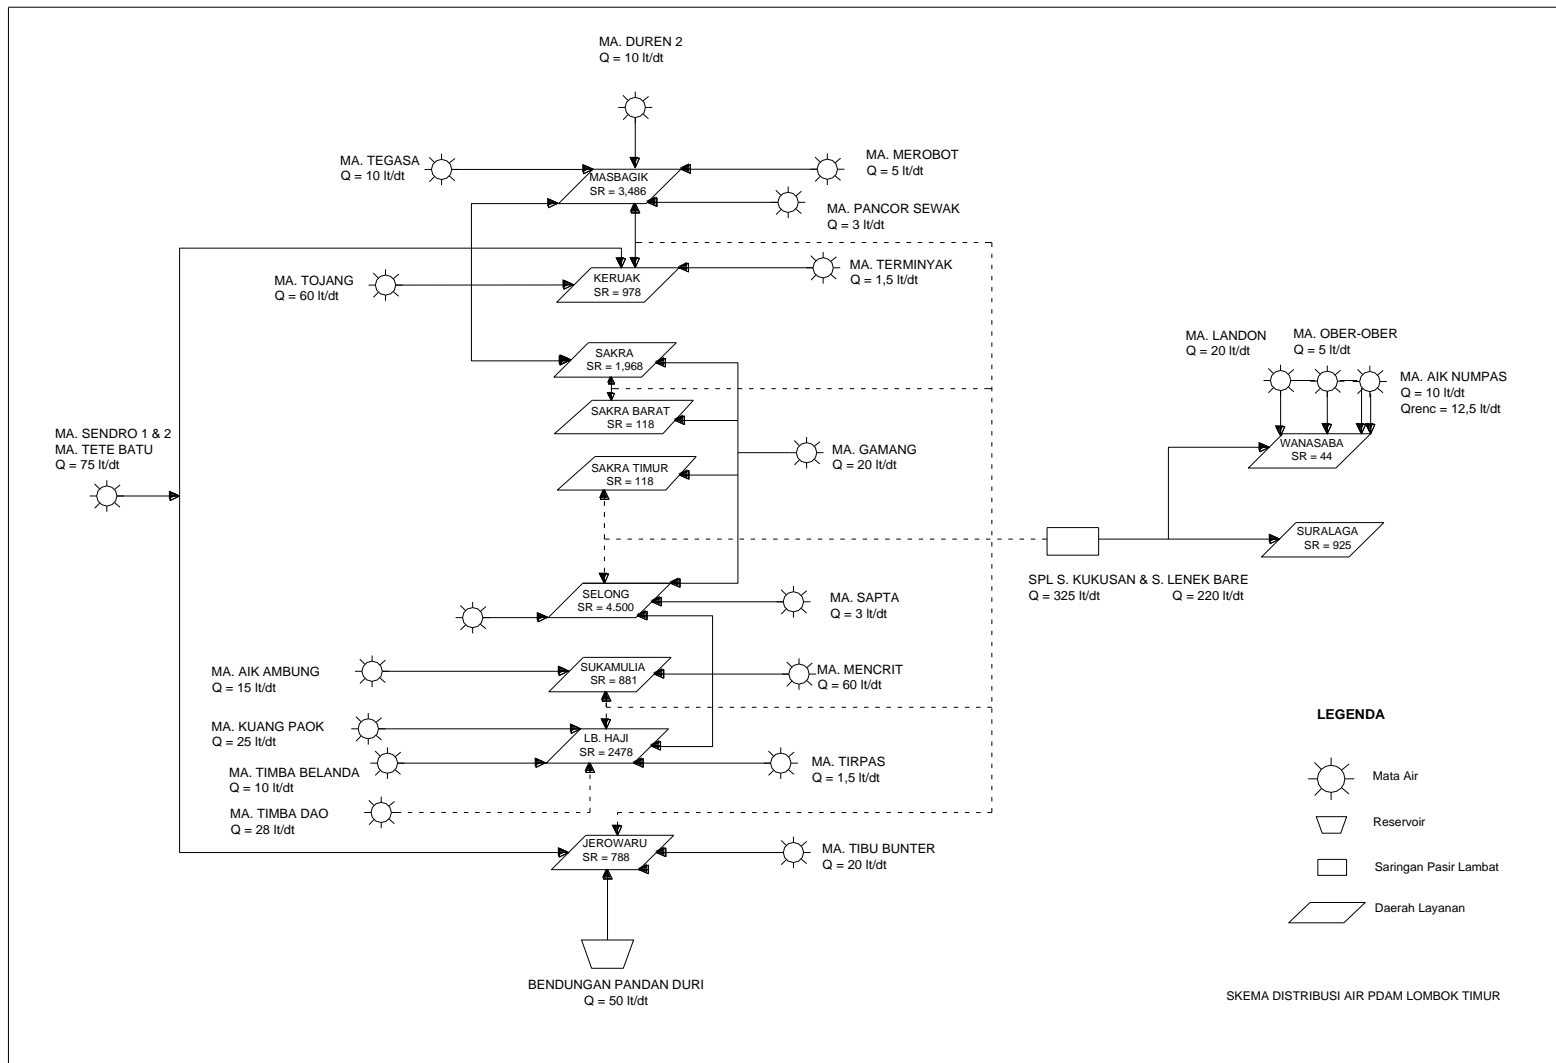 MA. DUREN 2
Q = 10 lt/dt
MA. TEGASA
Q = 10 lt/dt
MASBAGIK
SR = 3,486
MA. MEROBOT
Q = 5 lt/dt
MA. PANCOR SEWAK
Q = 3 lt/dt
MA. TOJANG
Q = 60 lt/dt
KERUAK
SR = 978
MA. TERMINYAK
Q = 1,5 lt/dt
SAKRA
SR = 1,968
SAKRA BARAT
SR = 118
MA. SENDRO 1 & 2
MA. TETE BATU
Q = 75 lt/dt
SAKRA TIMUR
SR = 118
MA. GAMANG
Q = 20 lt/dt
MA. LANDON
Q = 20 lt/dt
MA. OBER-OBER
Q = 5 lt/dt
MA. AIK NUMPAS
Q = 10 lt/dt
Qrenc = 12,5 lt/dt
WANASABA
SR = 44
SURALAGA
SR = 925
SPL S. KUKUSAN & S. LENEK BARE
Q = 325 lt/dt Q = 220 lt/dt
SELONG
SR = 4.500
MA. SAPTA
Q = 3 lt/dt
MA. AIK AMBUNG
Q = 15 lt/dt
SUKAMULIA
SR = 881
MA. MENCRIT
Q = 60 lt/dt
MA. KUANG PAOK
Q = 25 lt/dt
LB. HAJI
SR = 2478
MA. TIMBA BELANDA
Q = 10 lt/dt
MA. TIRPAS
Q = 1,5 lt/dt
MA. TIMBA DAO
Q = 28 lt/dt
JEROWARU
SR = 788
MA. TIBU BUNTER
Q = 20 lt/dt
BENDUNGAN PANDAN DURI
Q = 50 lt/dt
LEGENDA
Mata Air
Reservoir
Saringan Pasir Lambat
Daerah Layanan
SKEMA DISTRIBUSI AIR PDAM LOMBOK TIMUR